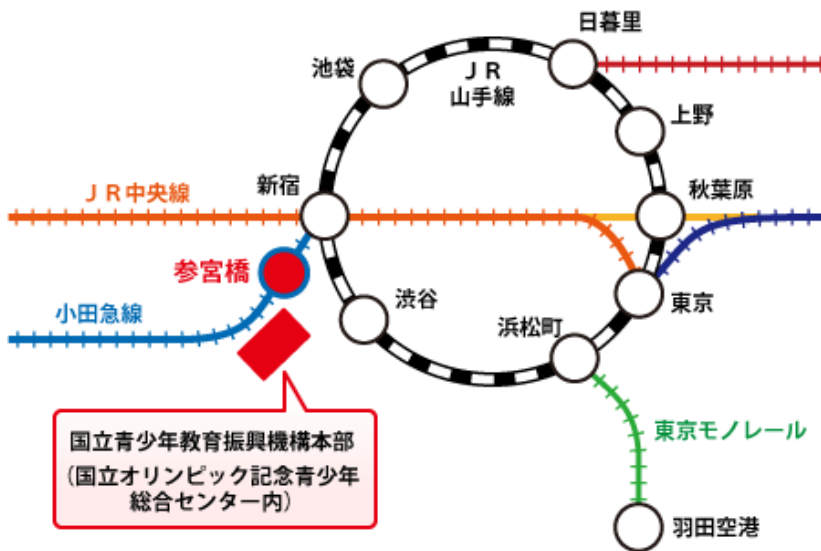 日暮里
池袋
ＪＲ
山手線
上野
新宿
秋葉原
ＪＲ中央線
参宮橋
小田急線
渋谷
浜松町
東京
国立青少年教育振興機構本部
（国立オリンピック記念青少年
総合センター内）
東京モノレール
羽田空港